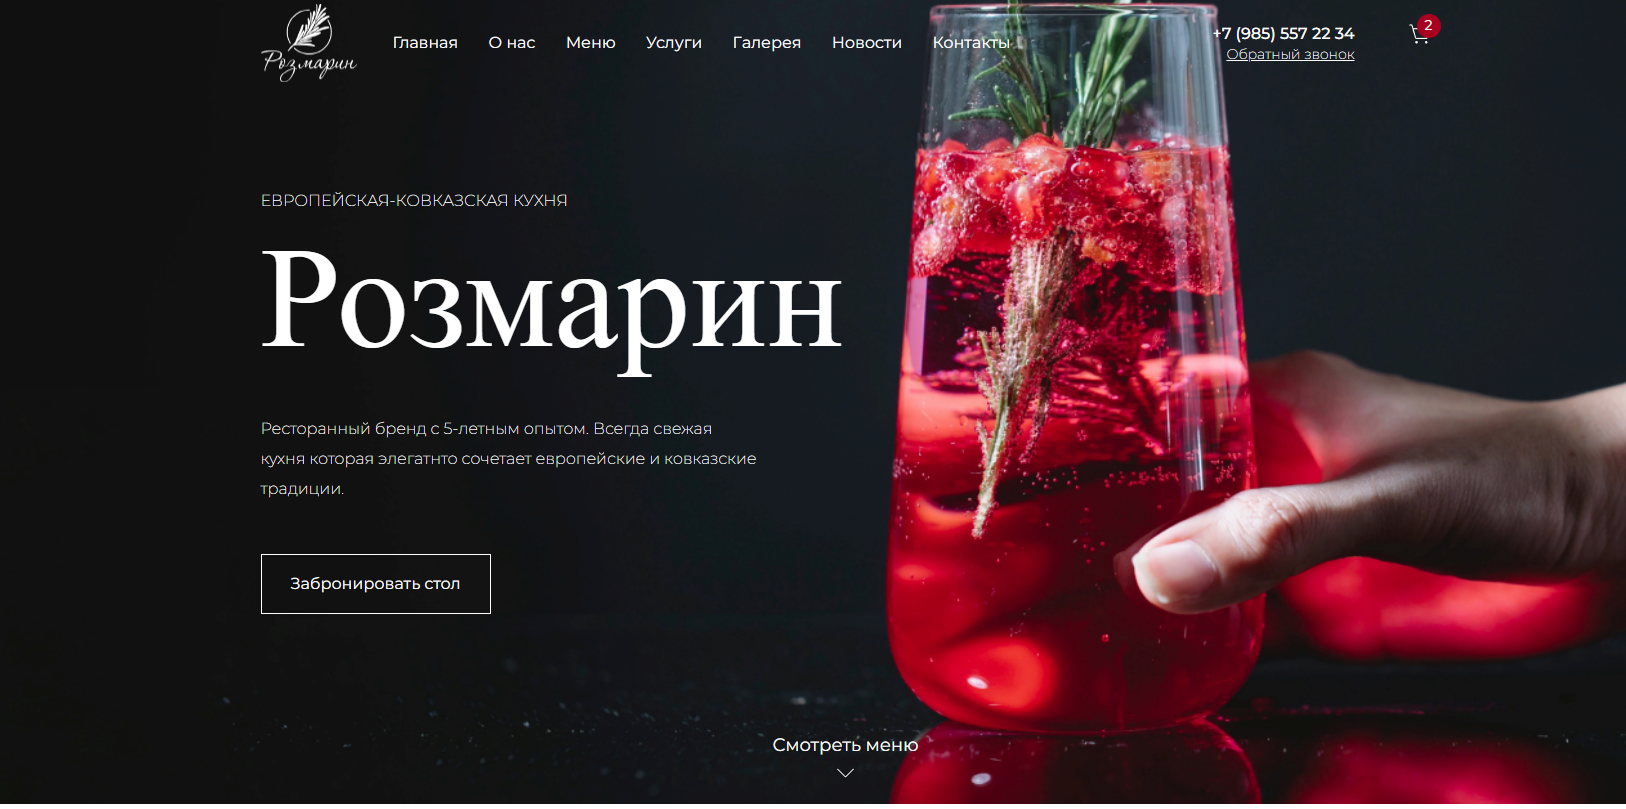 Розмарин
Главная
О нас
Меню
Услуги
Галерея
Новости
Контакты
+7 (985) 557 22 34
Обратный звонок
2
ЕВРОПЕЙСКАЯ-КОВКАЗСКАЯ КУХНЯ
Розмарин
Ресторанный бренд с 5-летным опытом. Всегда свежая
кухня которая элегатнто сочетает европейские и ковказские
традиции.
Забронировать стол
Смотреть меню